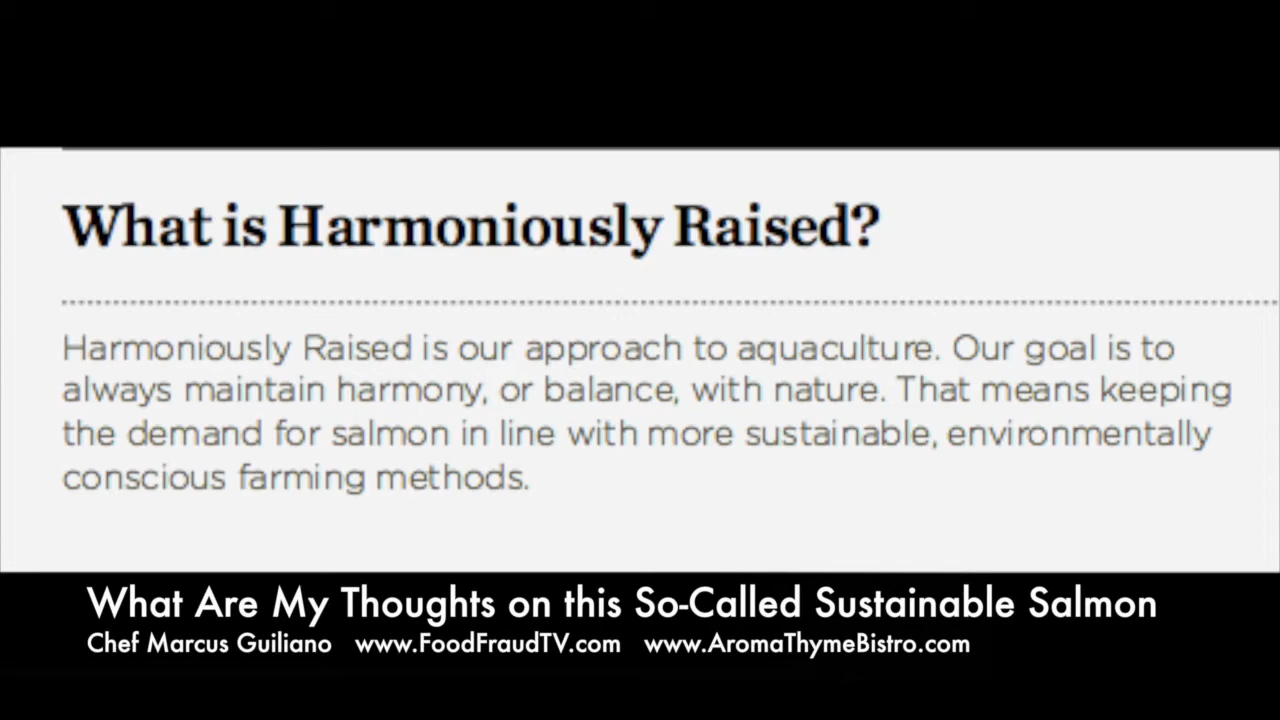 What is Harmoniously Raised?
Harmoniously Raised is our approach to aquaculture. Our goal is to
always maintain harmony, or balance, with nature. That means keeping
the demand for salmon in line with more sustainable, environmentally
conscious farming methods.
What Are My Thoughts on this So-Called Sustainable Salmon
Chef Marcus Guiliano www.FoodFraudTV.com www.AromaThymeBistro.com